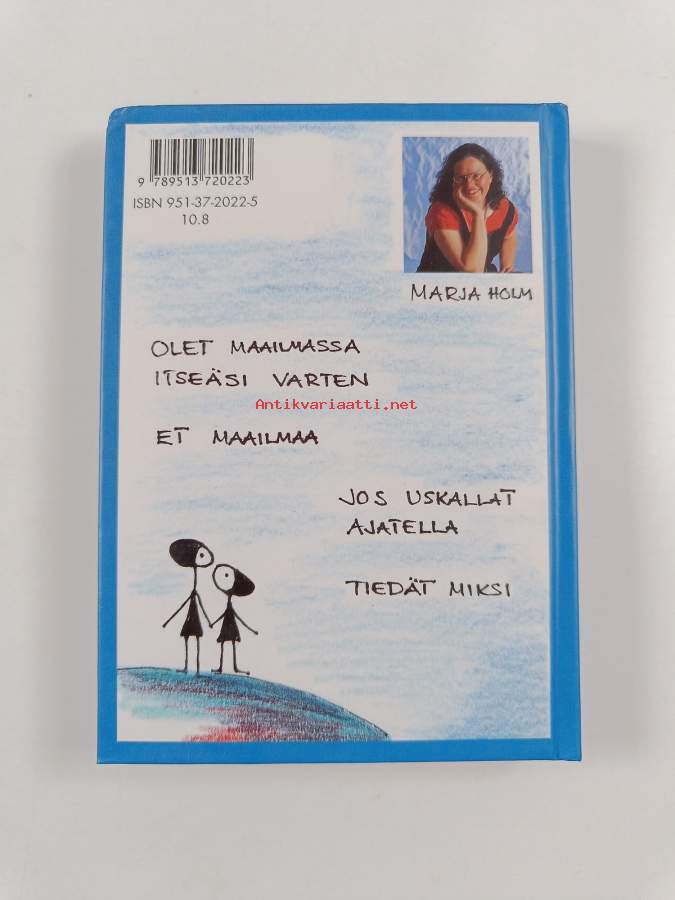 9 789513 720223
ISBN 951-37-2022-5
10.8
MARJA HOLM
OLET MAAILMASSA
ITSEÄSI VARTEN
Antikvariaatti.net
ET MAAILMAA
JOS USKALLAT
AJATELLA
TIEDÄT MIKSI